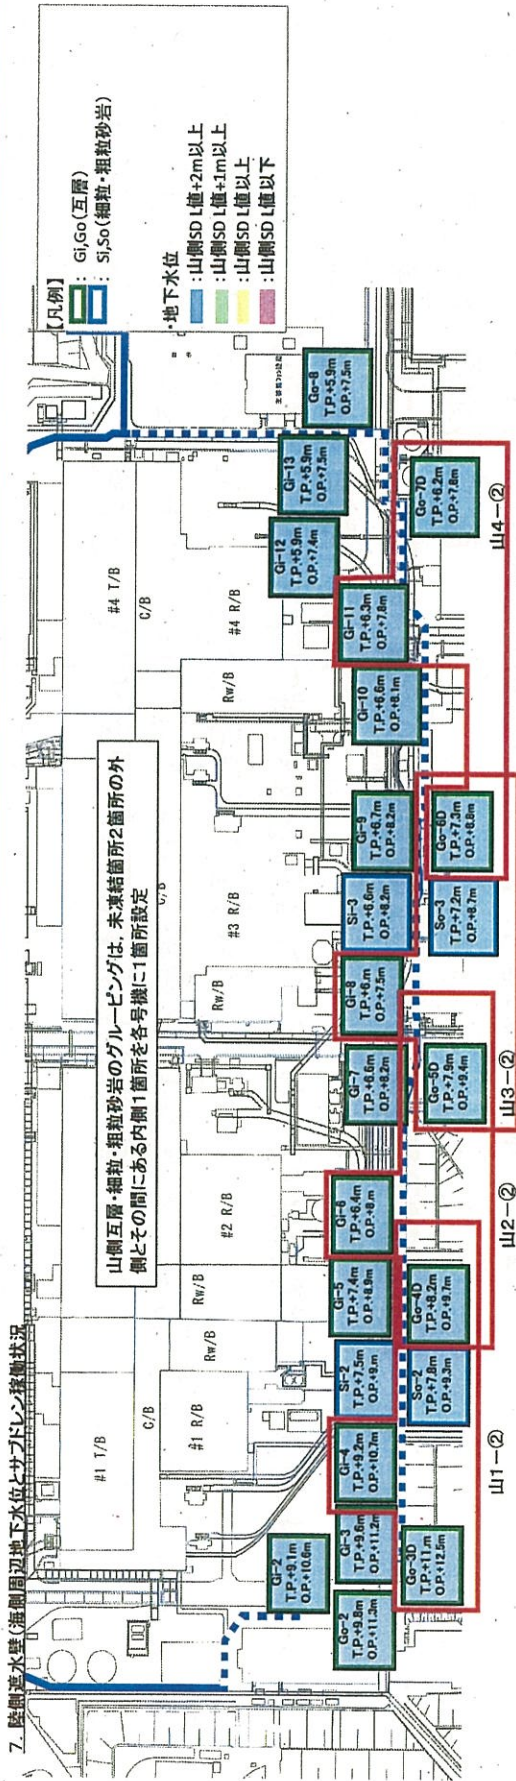 7. 陸側遮水壁(海側周辺地下水位とサブドレン稼働状況
【凡例】
: Gi,Go(互層)
: Si,So(細粒・粗粒砂岩)
・地下水位
:山側SD L値+2m以上
:山側SD L値+1m以上
:山側SD L値以上
:山側SD L値以下
山側互層・細粒・粗粒砂岩のグルーピングは、未凍結箇所2箇所の外
側とその間にある内側1箇所を各号機に1箇所設定
#1 T/B
C/B
#1 R/B
Rw/B
Rw/B
#2 R/B
C/B
Rw/B
#3 R/B
Rw/B
#4 R/B
C/B
#4 T/B
Gi-2
T.P.+9.1m
O.P.+10.6m
Go-2
T.P.+9.8m
O.P.+11.3m
Gi-3
T.P.+9.6m
O.P.+11.2m
Gi-4
T.P.+9.2m
O.P.+10.7m
Si-2
T.P.+7.5m
O.P.+9.m
Gi-5
T.P.+7.4m
O.P.+8.9m
Gi-6
T.P.+6.4m
O.P.+8.m
Gi-7
T.P.+6.6m
O.P.+8.2m
Gi-8
T.P.+6.m
O.P.+7.5m
Si-3
T.P.+6.6m
O.P.+8.2m
Gi-9
T.P.+6.7m
O.P.+8.2m
Gi-10
T.P.+6.6m
O.P.+8.1m
Gi-11
T.P.+6.3m
O.P.+7.8m
Gi-12
T.P.+5.9m
O.P.+7.4m
Gi-13
T.P.+5.9m
O.P.+7.5m
Go-8
T.P.+5.9m
O.P.+7.5m
Go-3D
T.P.+11.m
O.P.+12.5m
So-2
T.P.+7.8m
O.P.+9.3m
Go-4D
T.P.+8.2m
O.P.+9.7m
Go-5D
T.P.+7.9m
O.P.+9.4m
So-3
T.P.+7.2m
O.P.+8.7m
Go-6D
T.P.+7.3m
O.P.+8.8m
Go-7D
T.P.+6.2m
O.P.+7.8m
山1-②
山2-②
山3-②
山4-②